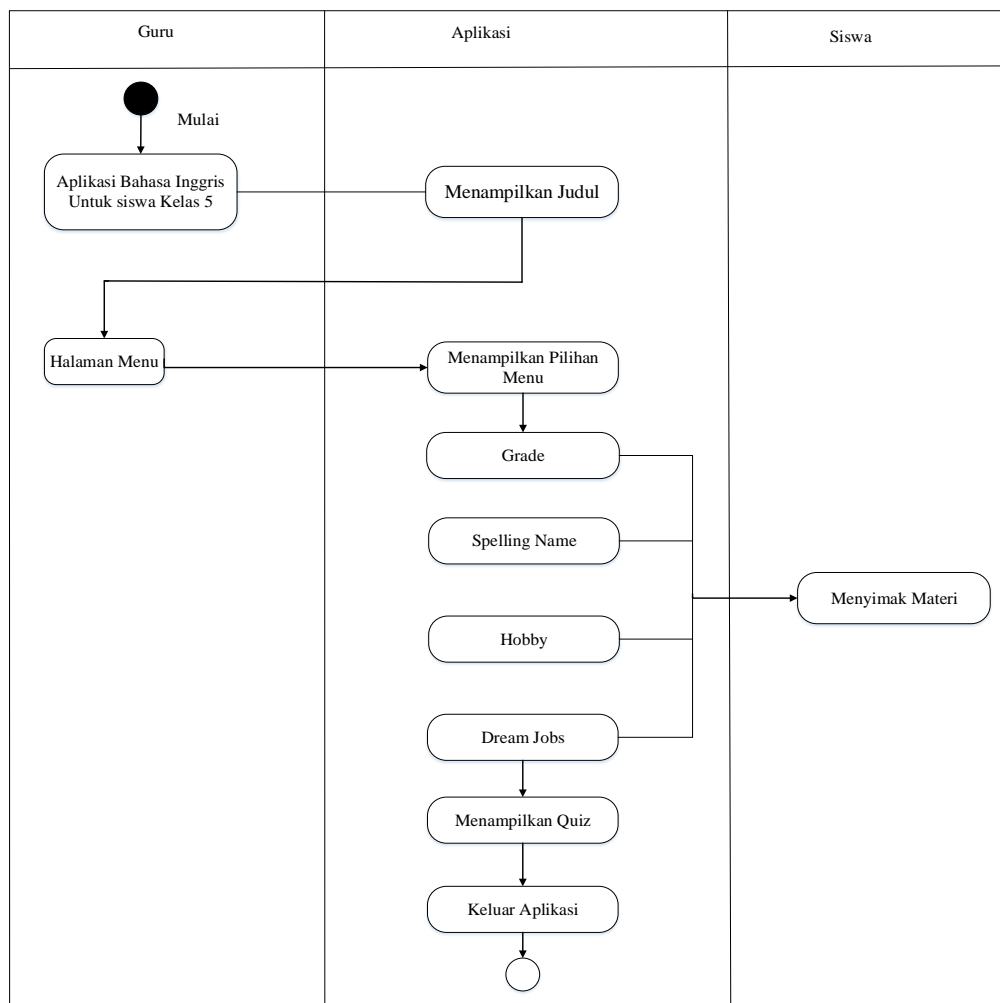 Guru
Aplikasi
Siswa
Mulai
Aplikasi Bahasa Inggris
Untuk siswa Kelas 5
Menampilkan Judul
Halaman Menu
Menampilkan Pilihan
Menu
Grade
Spelling Name
Menyimak Materi
Hobby
Dream Jobs
Menampilkan Quiz
Keluar Aplikasi